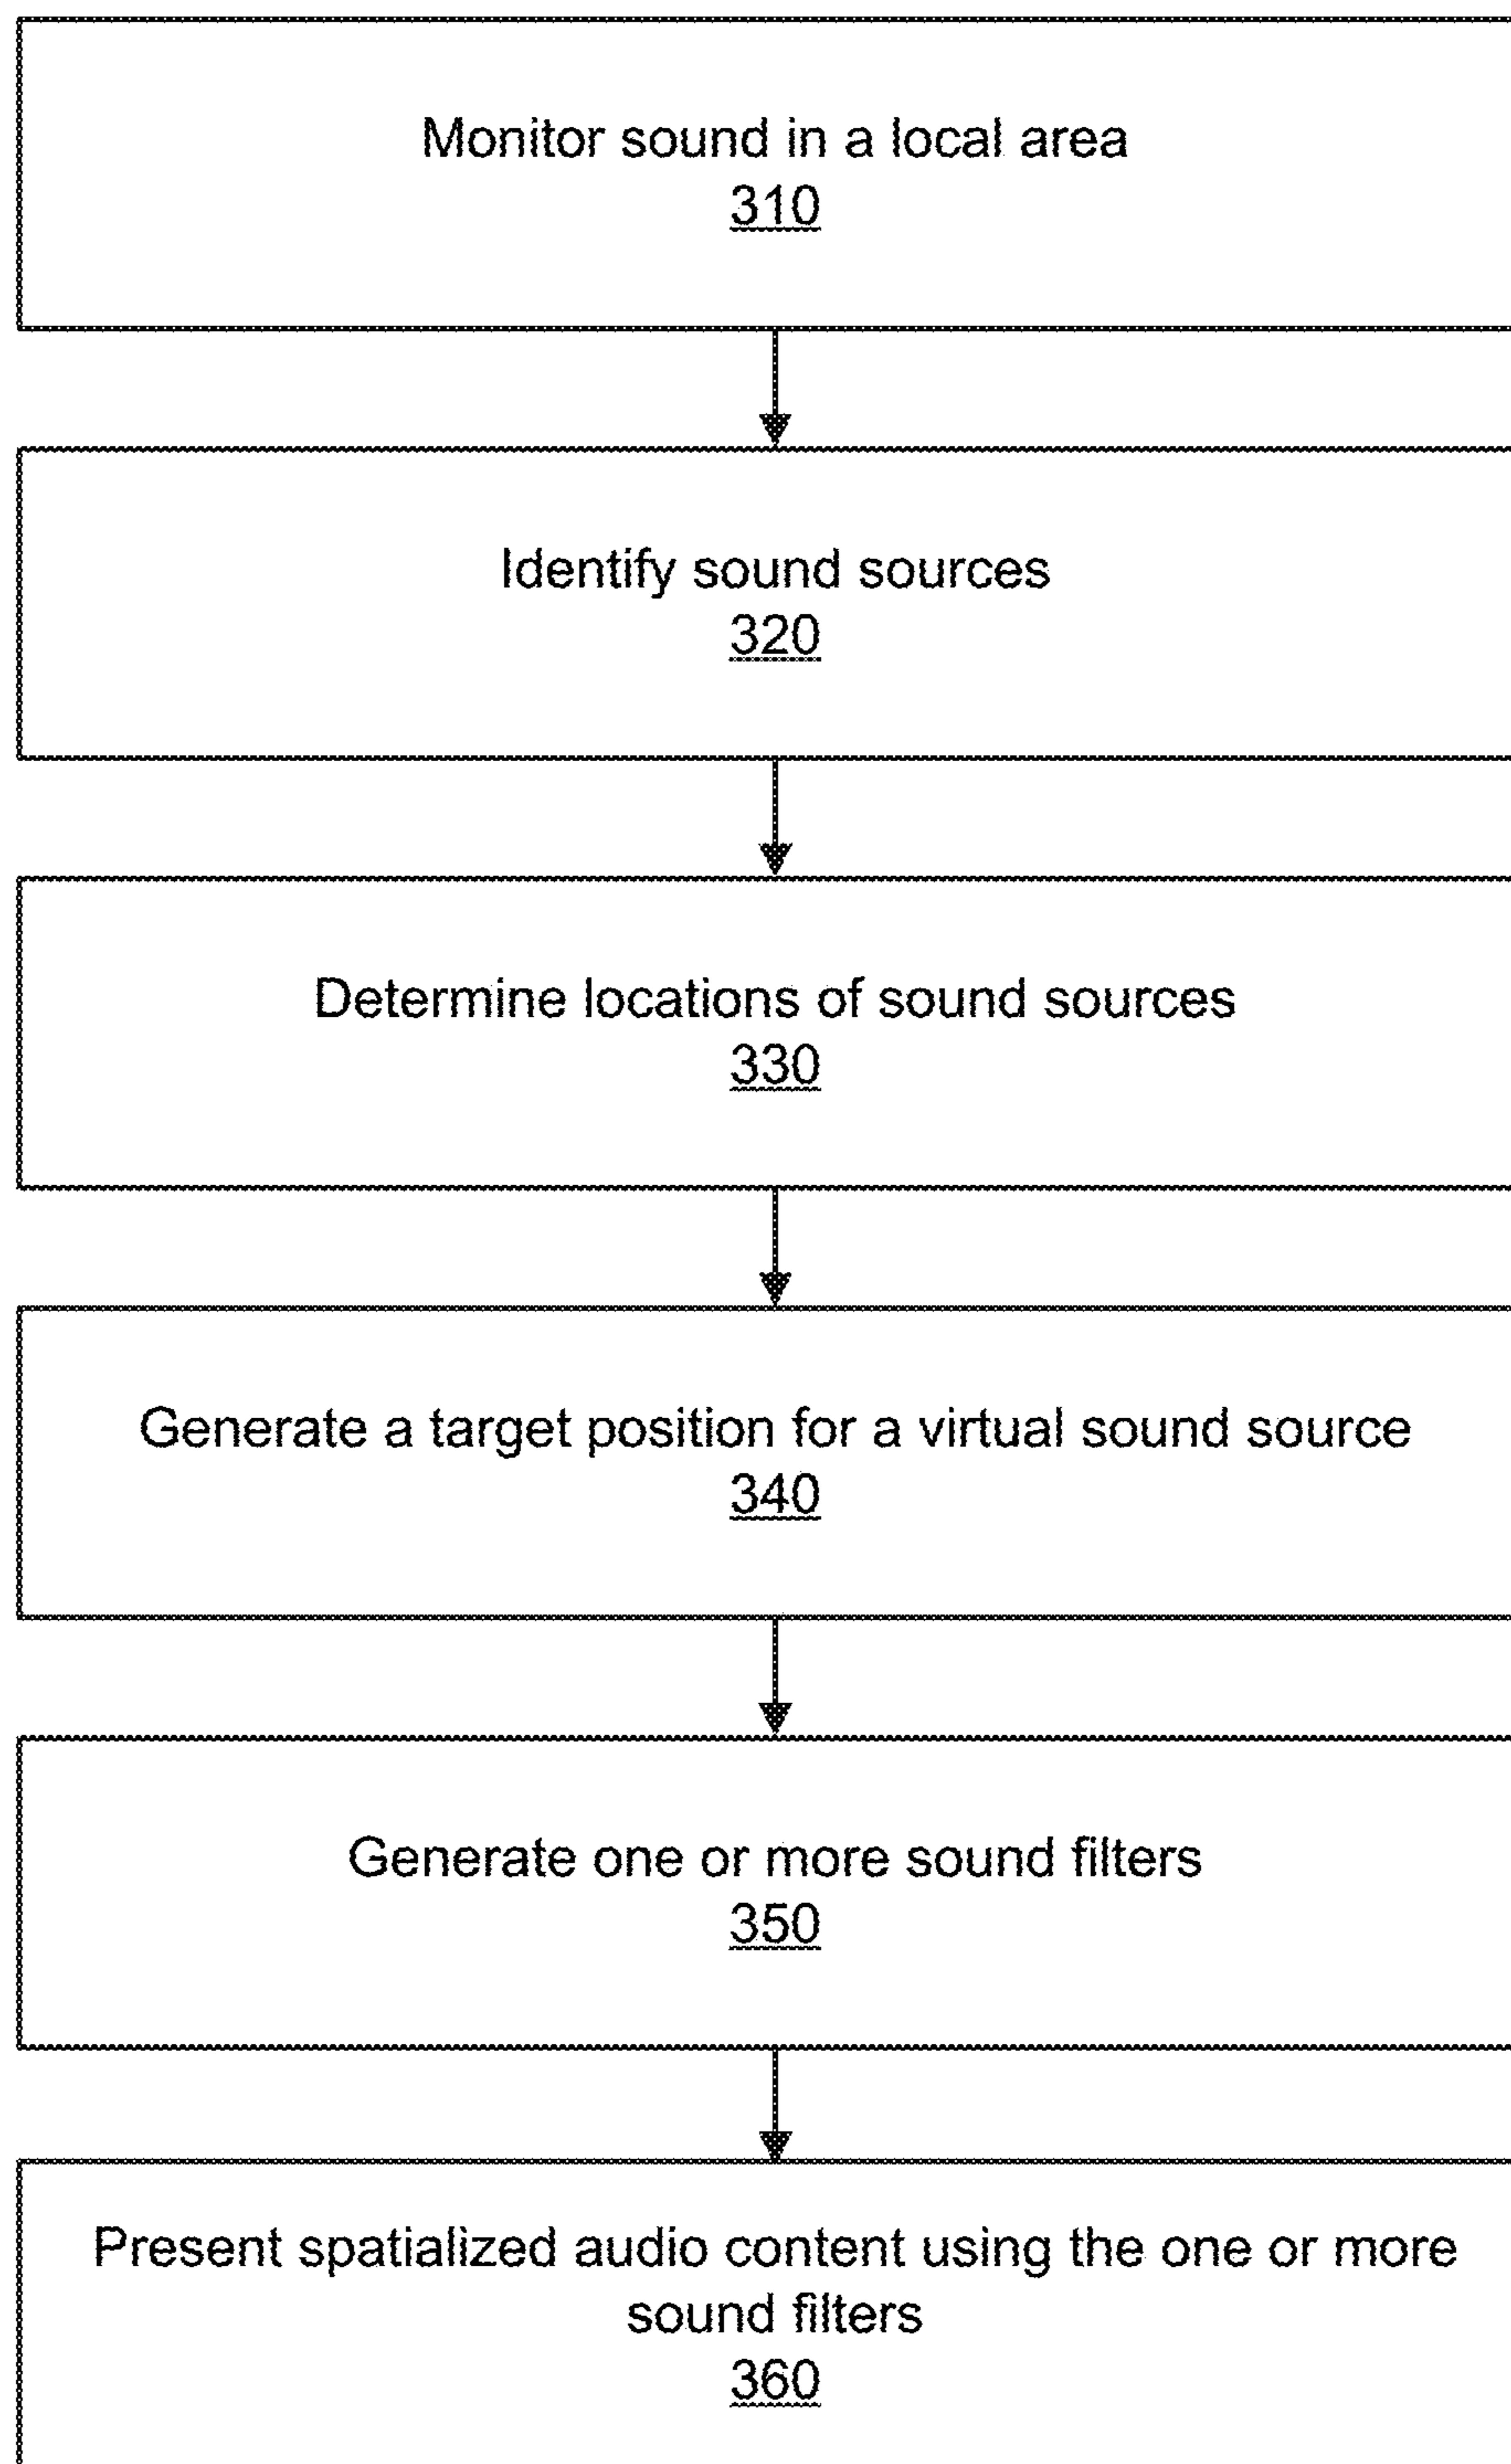 Monitor sound in a local area
310
Identify sound sources
320
Determine locations of sound sources
330
Generate a target position for a virtual sound source
340
Generate one or more sound filters
350
Present spatialized audio content using the one or more
sound filters
360